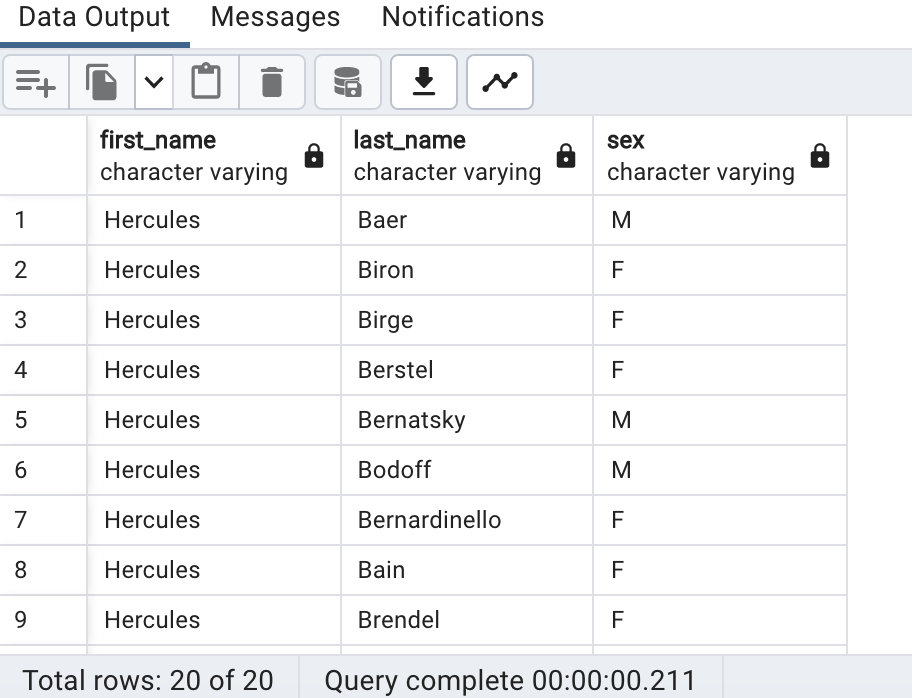 Data Output Messages Notifications
first_name last_name sex
character varying character varying character varying
1 Hercules Baer M
2 Hercules Biron F
3 Hercules Birge F
4 Hercules Berstel F
5 Hercules Bernatsky M
6 Hercules Bodoff M
7 Hercules Bernardinello F
8 Hercules Bain F
9 Hercules Brendel F
Total rows: 20 of 20 Query complete 00:00:00.211